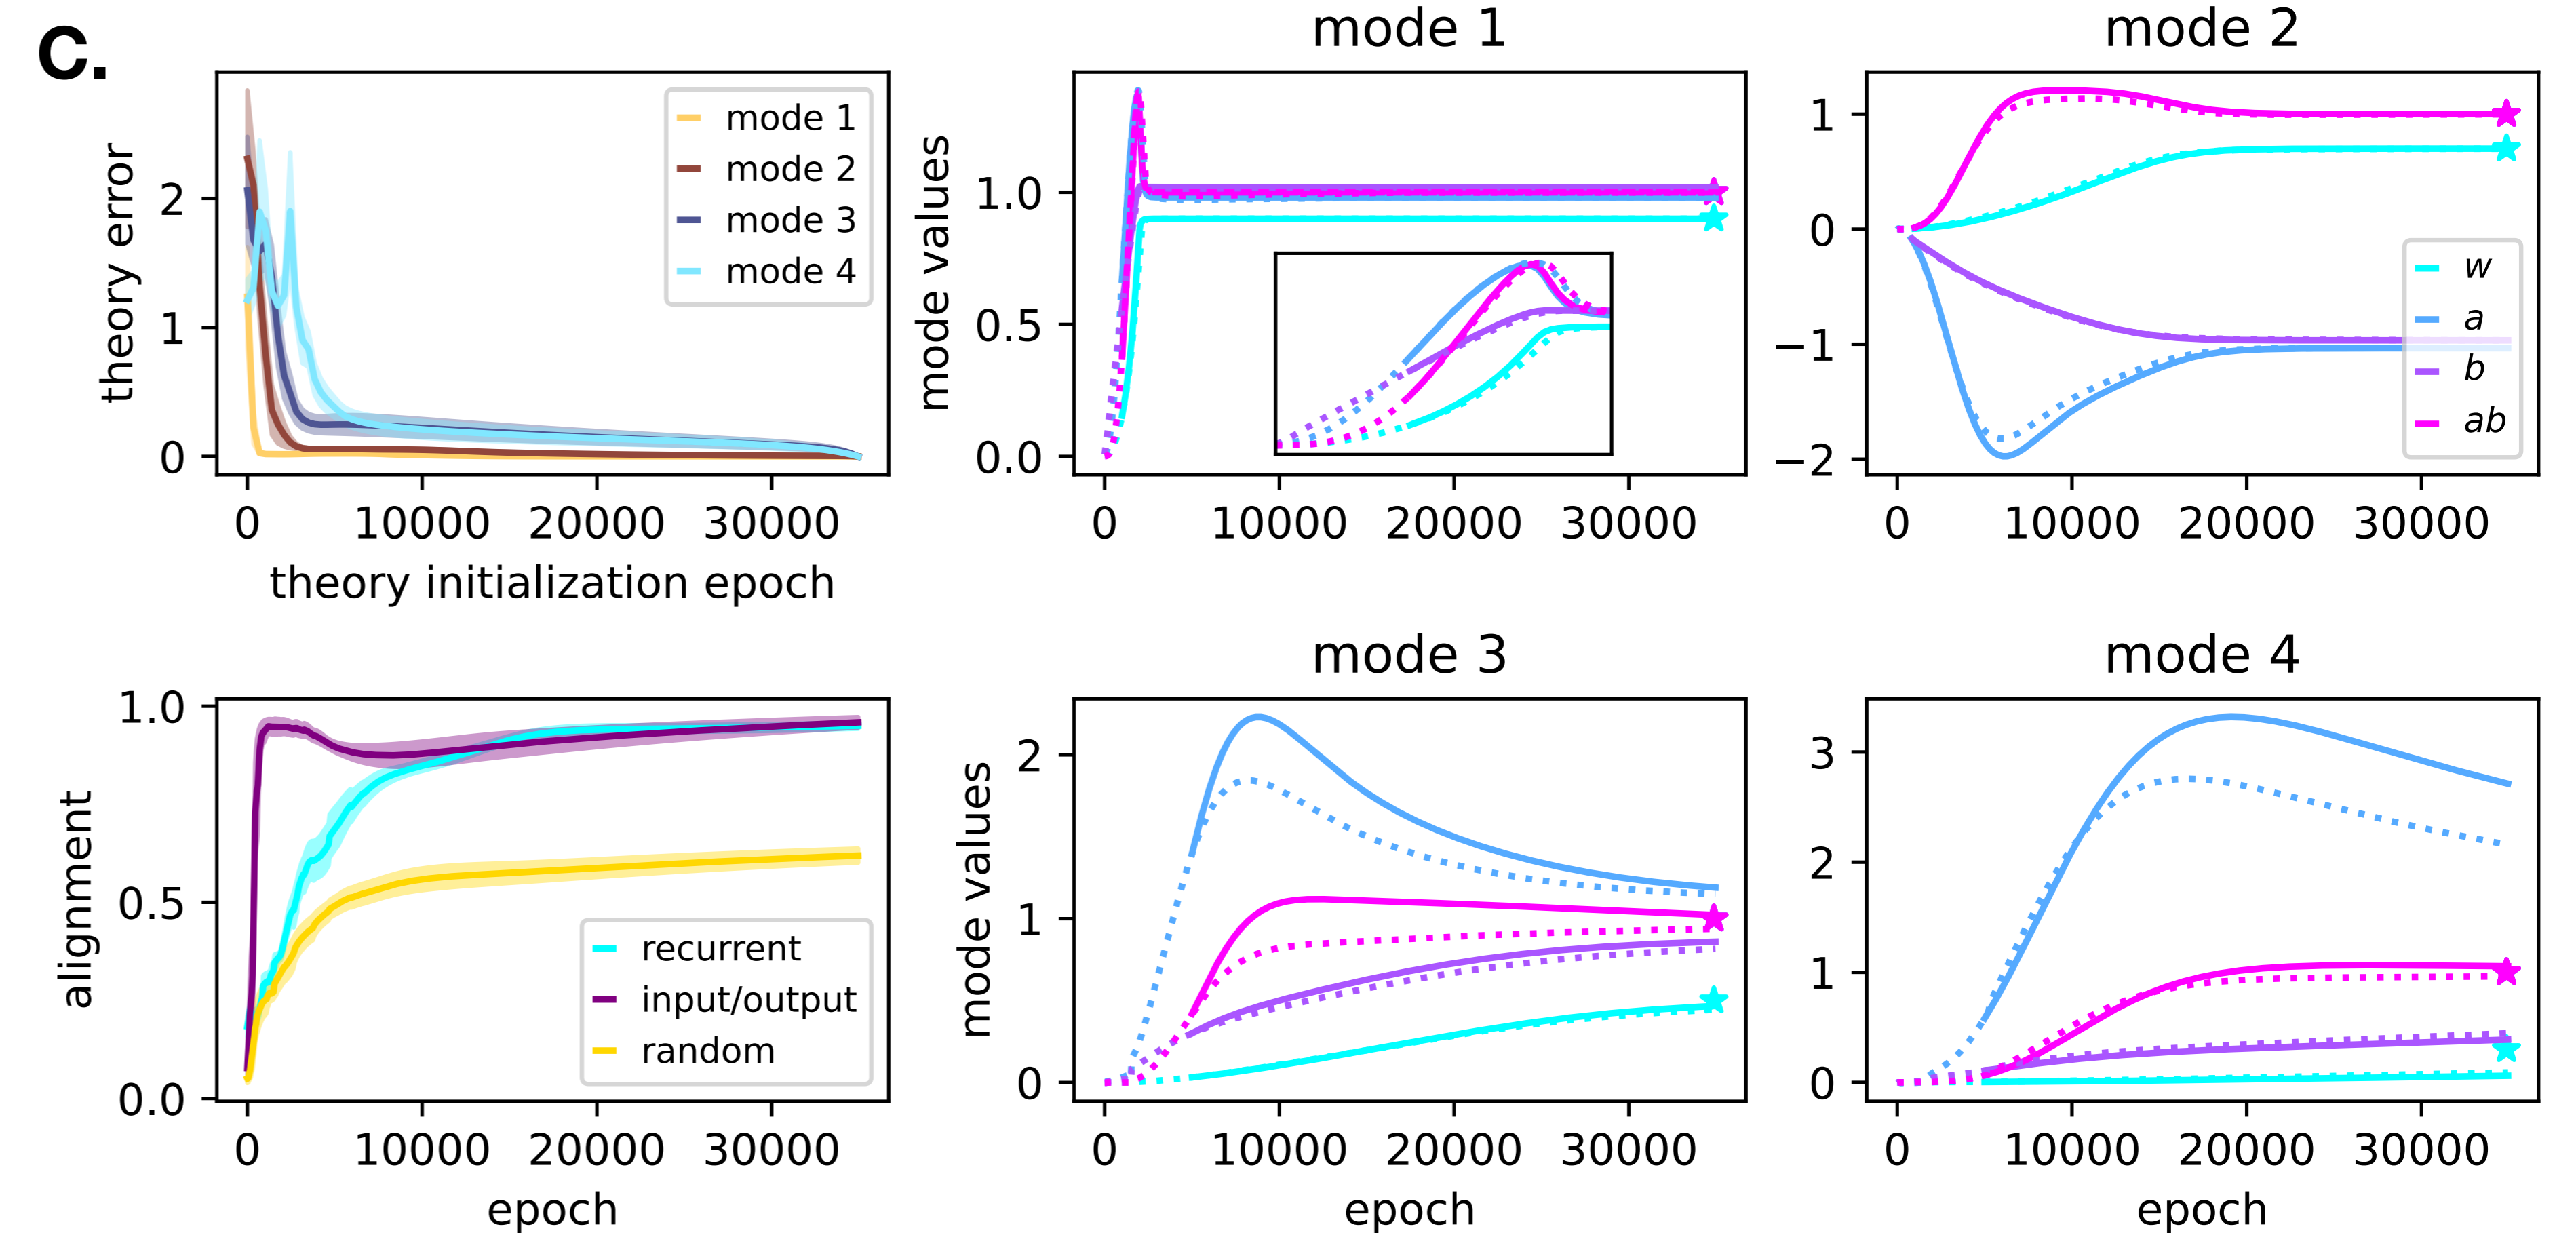 C.
theory error
2
1
0
mode 1
mode 2
mode 3
mode 4
0 10000 20000 30000
theory initialization epoch
mode 1
mode values
1.0
0.5
0.0
0 10000 20000 30000
mode 2
1
0
−1
−2
w
a
b
ab
0 10000 20000 30000
alignment
1.0
0.5
0.0
recurrent
input/output
random
0 10000 20000 30000
epoch
mode 3
mode values
2
1
0
0 10000 20000 30000
epoch
mode 4
3
2
1
0
0 10000 20000 30000
epoch